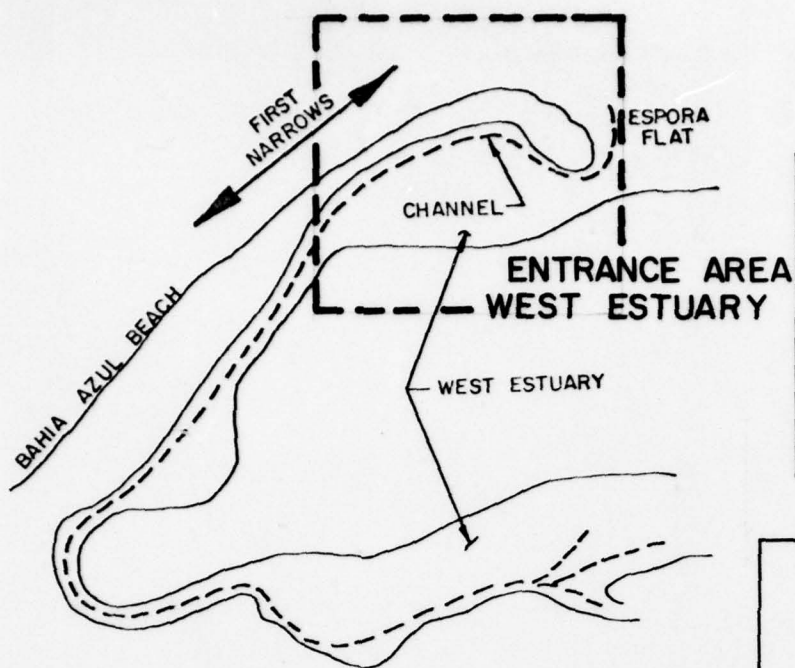 FIRST
NARROWS
ESPORA
FLAT
CHANNEL
ENTRANCE AREA
WEST ESTUARY
BAHIA AZUL BEACH
WEST ESTUARY